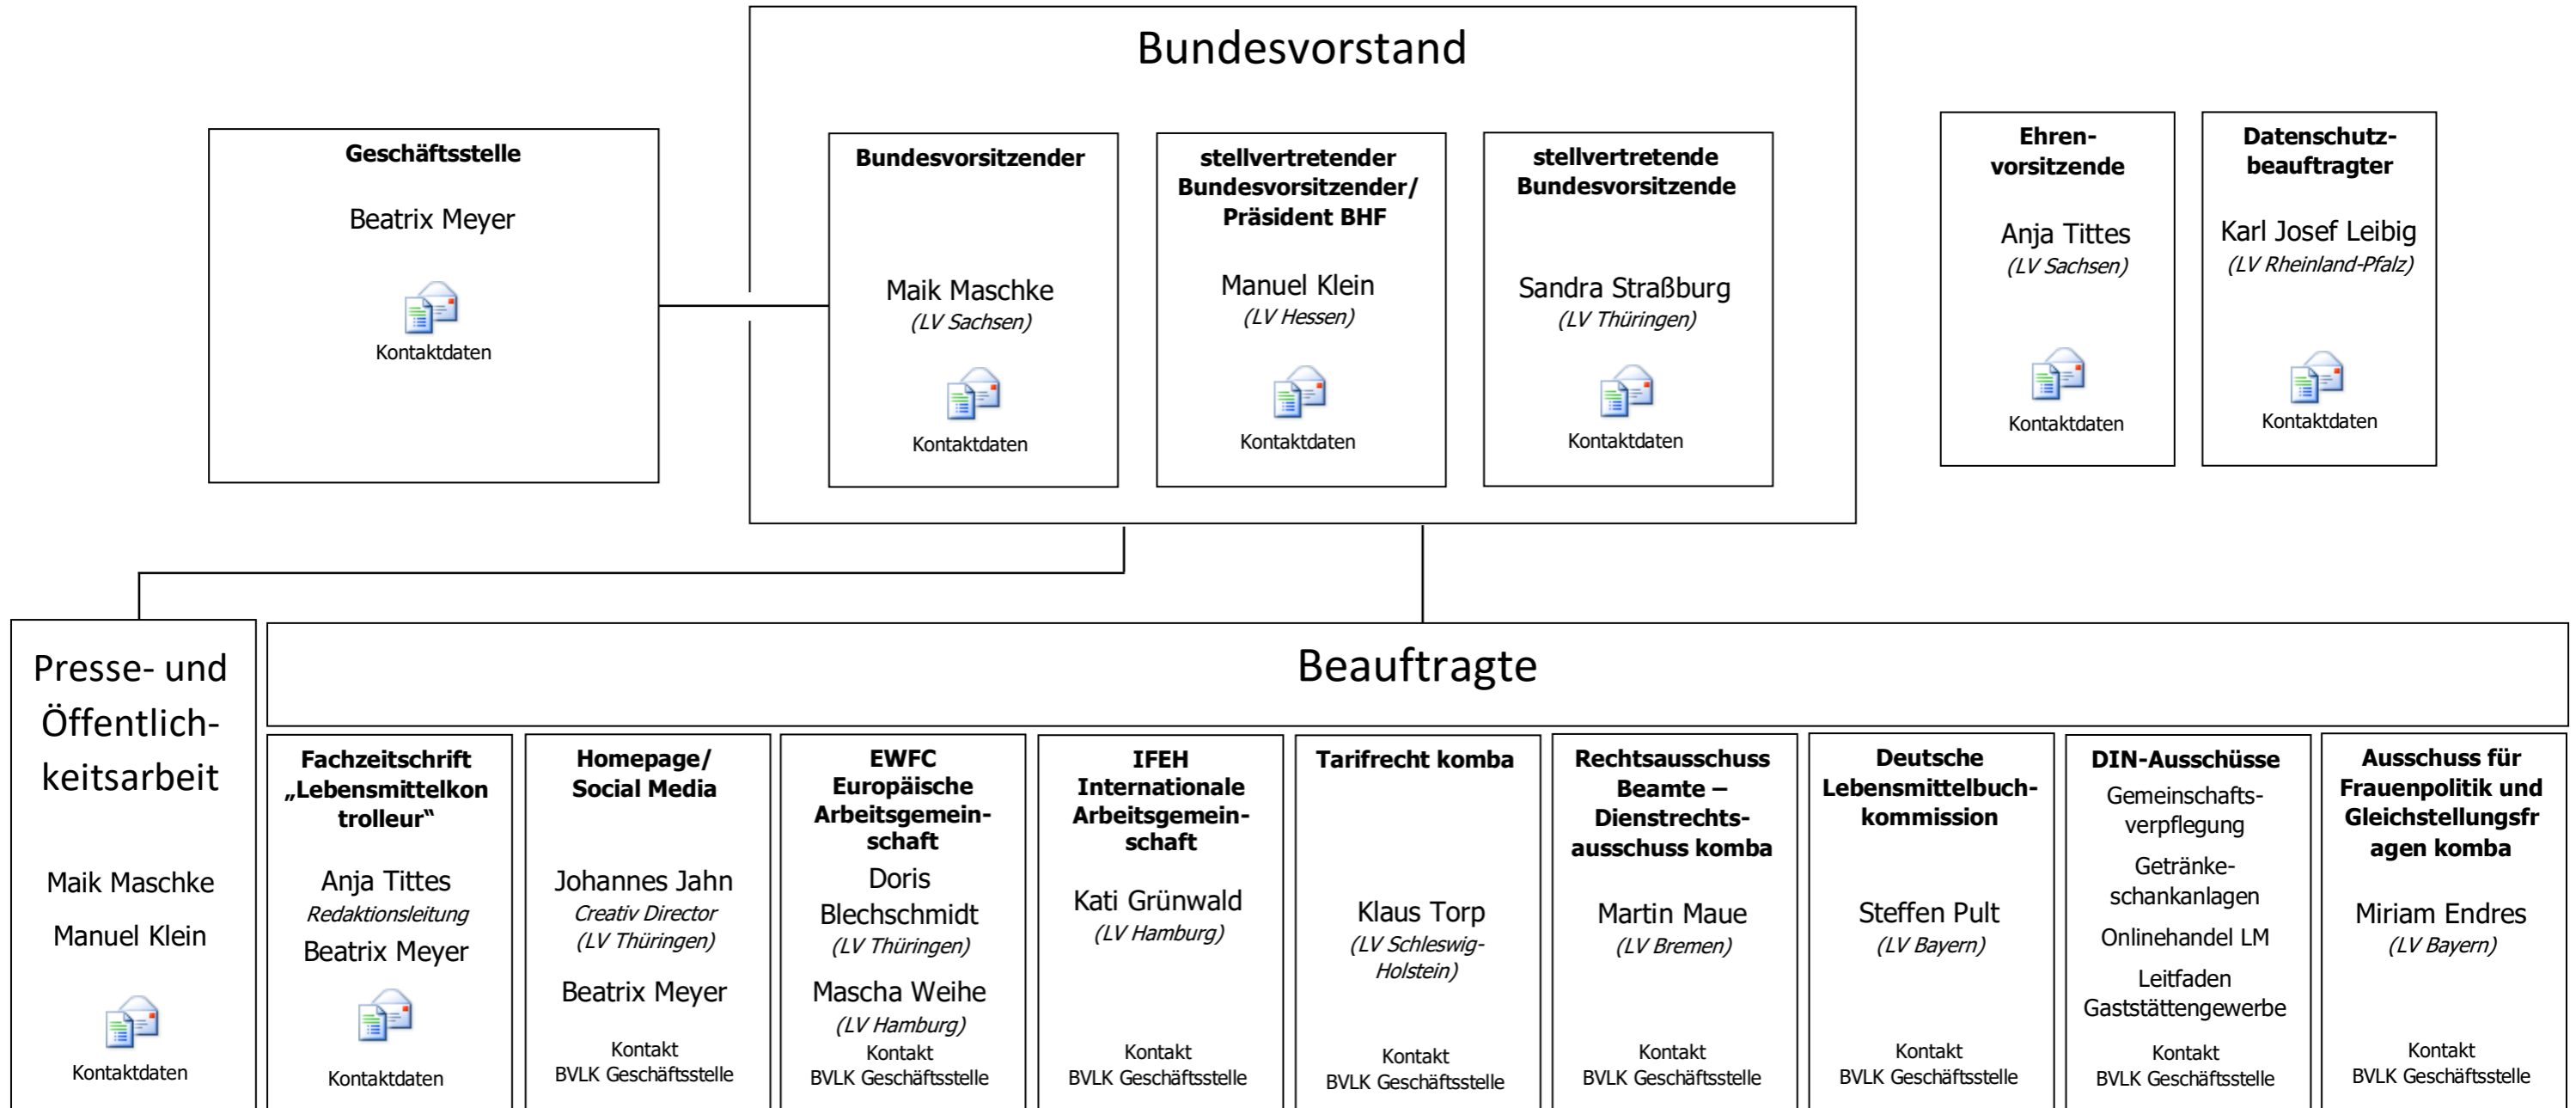 Bundesvorstand
Geschäftsstelle
Beatrix Meyer
Kontaktdaten
Bundesvorsitzender
Maik Maschke
(LV Sachsen)
Kontaktdaten
stellvertretender
Bundesvorsitzender/
Präsident BHF
Manuel Klein
(LV Hessen)
Kontaktdaten
stellvertretende
Bundesvorsitzende
Sandra Straßburg
(LV Thüringen)
Kontaktdaten
Ehren-
vorsitzende
Anja Tittes
(LV Sachsen)
Kontaktdaten
Datenschutz-
beauftragter
Karl Josef Leibig
(LV Rheinland-Pfalz)
Kontaktdaten
Presse- und
Öffentlich-
keitsarbeit
Maik Maschke
Manuel Klein
Kontaktdaten
Beauftragte
Fachzeitschrift
„Lebensmittelkon
trolleur“
Anja Tittes
Redaktionsleitung
Beatrix Meyer
Kontaktdaten
Homepage/
Social Media
Johannes Jahn
Creativ Director
(LV Thüringen)
Beatrix Meyer
Kontakt
BVLK Geschäftsstelle
EWFC
Europäische
Arbeitsgemein-
schaft
Doris
Blechschmidt
(LV Thüringen)
Mascha Weihe
(LV Hamburg)
Kontakt
BVLK Geschäftsstelle
IFEH
Internationale
Arbeitsgemein-
schaft
Kati Grünwald
(LV Hamburg)
Kontakt
BVLK Geschäftsstelle
Tarifrecht komba
Klaus Torp
(LV Schleswig-
Holstein)
Kontakt
BVLK Geschäftsstelle
Rechtsausschuss
Beamte –
Dienstrechts-
ausschuss komba
Martin Maue
(LV Bremen)
Kontakt
BVLK Geschäftsstelle
Deutsche
Lebensmittelbuch-
kommission
Steffen Pult
(LV Bayern)
Kontakt
BVLK Geschäftsstelle
DIN-Ausschüsse
Gemeinschafts-
verpflegung
Getränke-
schankanlagen
Onlinehandel LM
Leitfaden
Gaststättengewerbe
Kontakt
BVLK Geschäftsstelle
Ausschuss für
Frauenpolitik und
Gleichstellungsfr
agen komba
Miriam Endres
(LV Bayern)
Kontakt
BVLK Geschäftsstelle